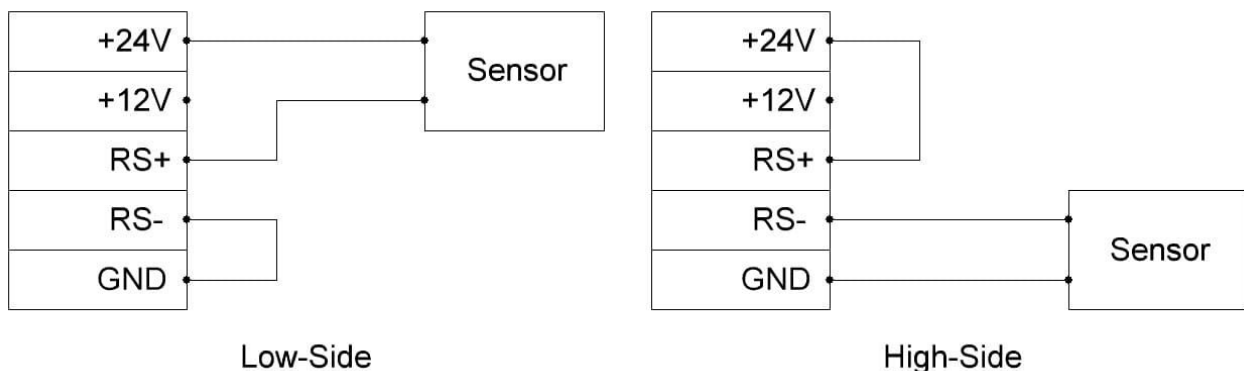 +24V
+12V
RS+
RS-
GND
Sensor
Low-Side
+24V
+12V
RS+
RS-
GND
Sensor
High-Side